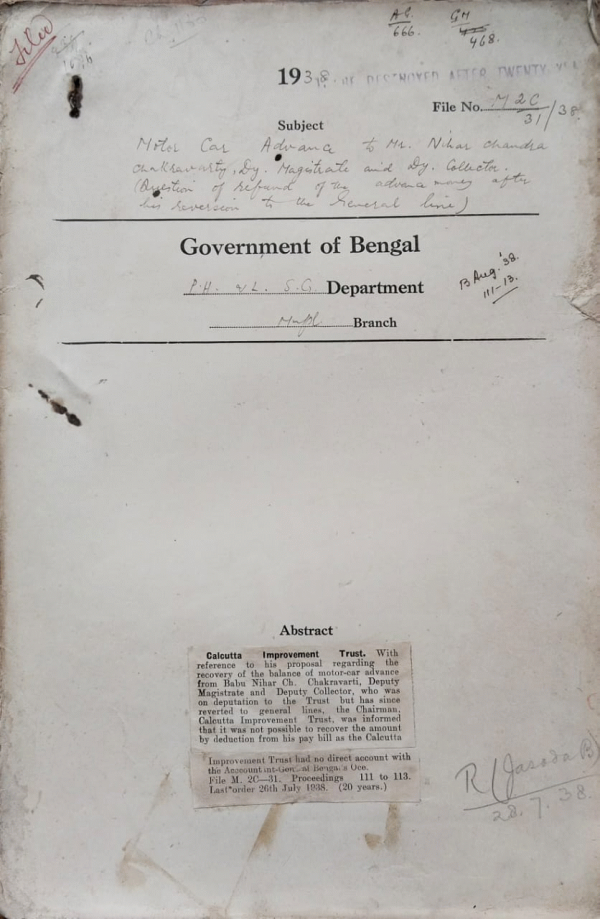 Filed
A.G.
666.
GH
468.
1938
DESTROYED AFTER TWENTY
File No. M2C
31/38
Subject
Motor Car Advance to Mr. Nihar Chandra
Chakravarty, Dy. Magistrate and Dy. Collector.
(Question of refund of the advance money after
his reversion to the General line)
Government of Bengal
P.H. & L. S.G. Department
B Aug. '38.
111-13.
Branch
Abstract
Calcutta Improvement Trust. With
reference to his proposal regarding the
recovery of the balance of motor-car advance
from Babu Nihar Ch. Chakravarti, Deputy
Magistrate and Deputy Collector, who was
on deputation to the Trust but has since
reverted to general lines, the Chairman,
Calcutta Improvement Trust, was informed
that it was not possible to recover the amount
by deduction from his pay bill as the Calcutta
Improvement Trust had no direct account with
the Accountant-General Bengal's
File M. 2C—31. Proceedings 111 to 113.
Last order 26th July 1938. (20 years.)
R (Jasoda B)
28.7.38